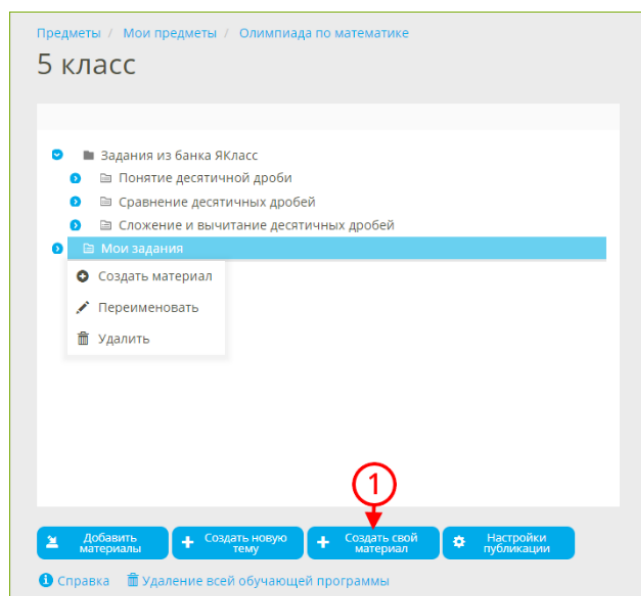 Предметы / Мои предметы / Олимпиада по математике
5 класс
Задания из банка ЯКласс
Понятие десятичной дроби
Сравнение десятичных дробей
Сложение и вычитание десятичных дробей
Мои задания
Создать материал
Переименовать
Удалить
1
Добавить материалы
Создать новую тему
Создать свой материал
Настройки публикации
Справка Удаление всей обучающей программы